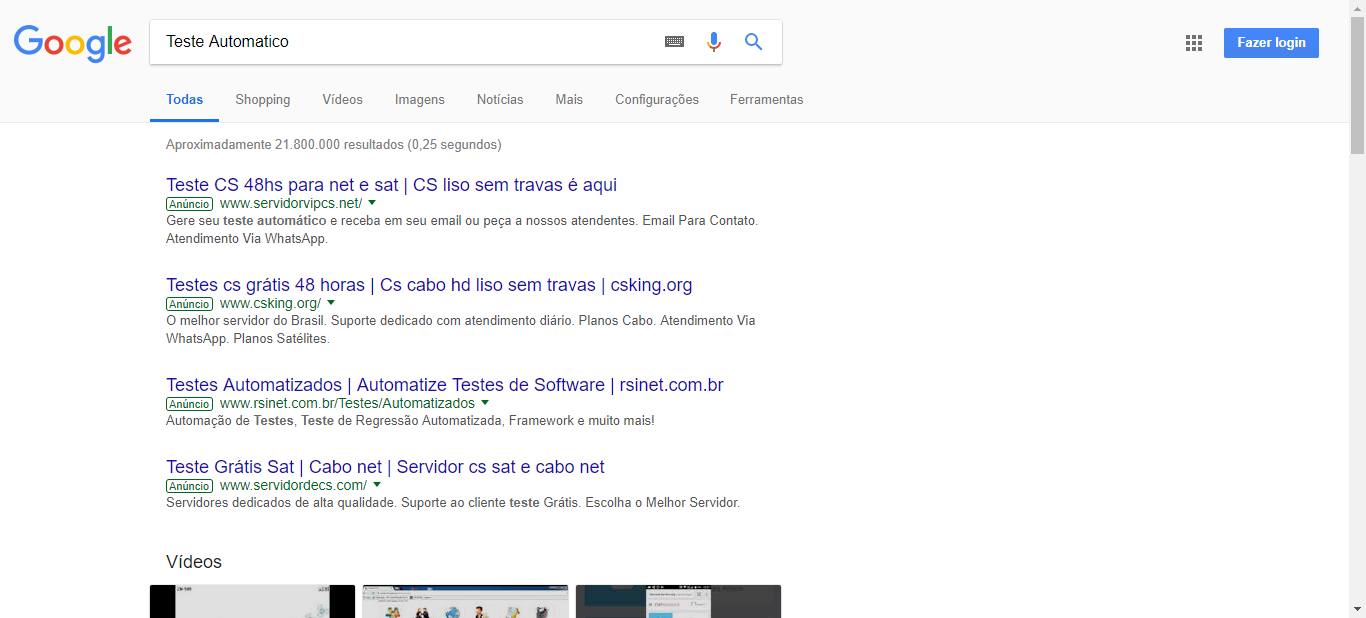 Google
Teste Automatico
Fazer login
Todas Shopping Vídeos Imagens Notícias Mais Configurações Ferramentas
Aproximadamente 21.800.000 resultados (0,25 segundos)
Teste CS 48hs para net e sat | CS liso sem travas é aqui
Anúncio www.servidorvipcs.net/
Gere seu teste automático e receba em seu email ou peça a nossos atendentes. Email Para Contato.
Atendimento Via WhatsApp.
Testes cs grátis 48 horas | Cs cabo hd liso sem travas | csking.org
Anúncio www.csking.org/
O melhor servidor do Brasil. Suporte dedicado com atendimento diário. Planos Cabo. Atendimento Via
WhatsApp. Planos Satélites.
Testes Automatizados | Automatize Testes de Software | rsinet.com.br
Anúncio www.rsinet.com.br/Testes/Automatizados
Automação de Testes, Teste de Regressão Automatizada, Framework e muito mais!
Teste Grátis Sat | Cabo net | Servidor cs sat e cabo net
Anúncio www.servidordecs.com/
Servidores dedicados de alta qualidade. Suporte ao cliente teste Grátis. Escolha o Melhor Servidor.
Vídeos